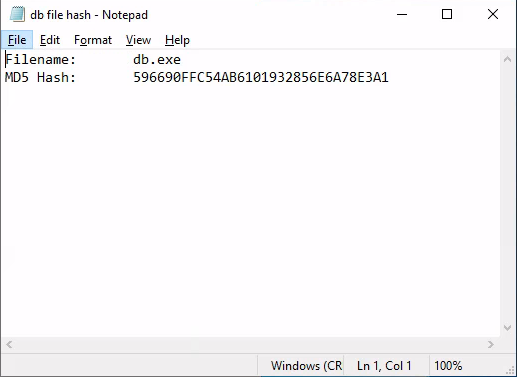 db file hash - Notepad
File Edit Format View Help
Filename: db.exe
MD5 Hash: 596690FFC54AB6101932856E6A78E3A1
Windows (CR Ln 1, Col 1 100%